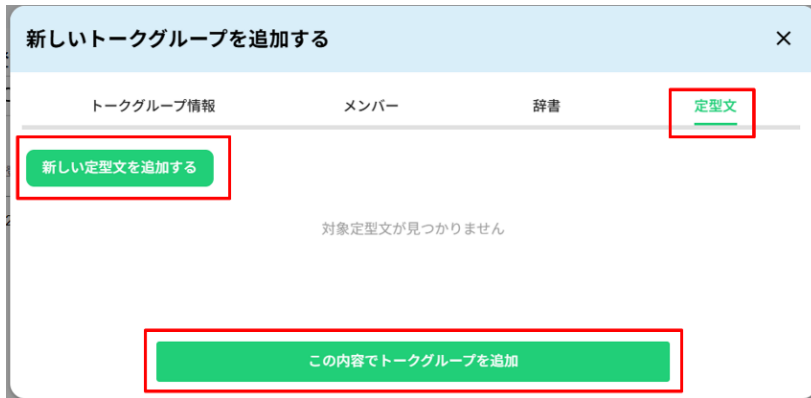 新しいトークグループを追加する
トークグループ情報 メンバー 辞書 定型文
新しい定型文を追加する
対象定型文が見つかりません
この内容でトークグループを追加